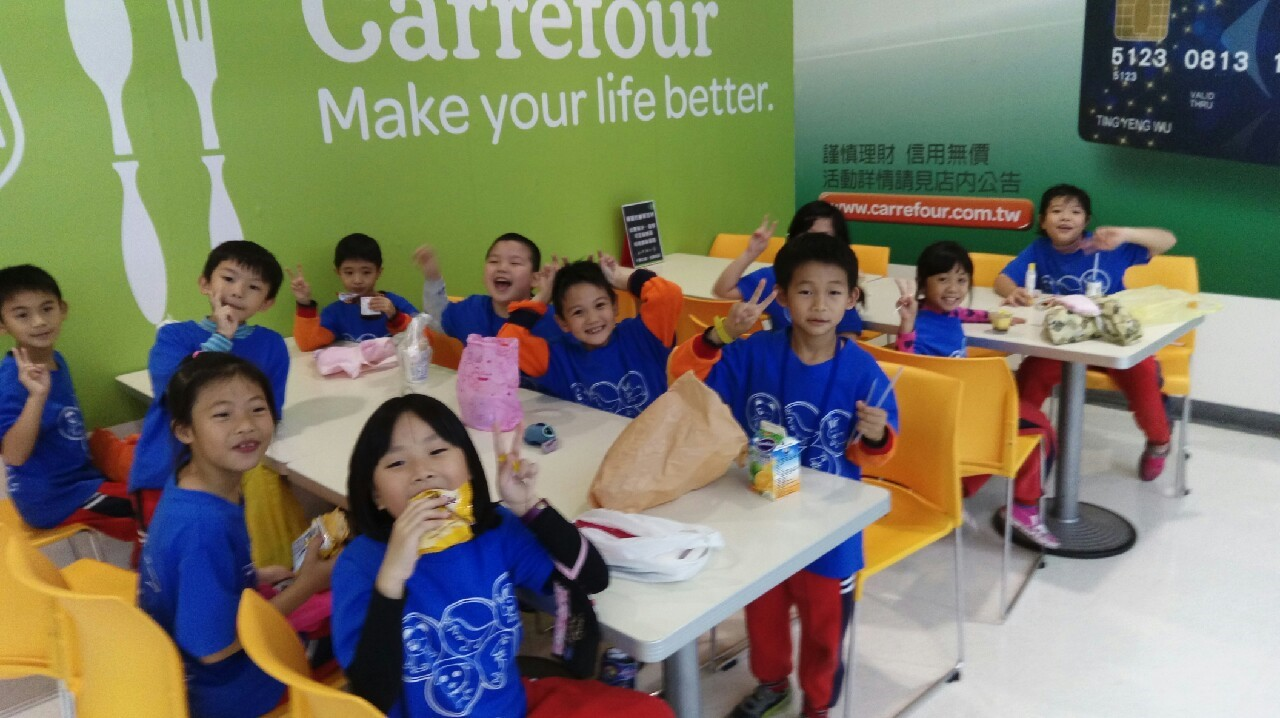 Carrefour
Make your life better.
5123 0813 1
5123
VALID
THRU
TING YENG WU
謹慎理財 信用無價
活動詳情請見店內公告
www.carrefour.com.tw